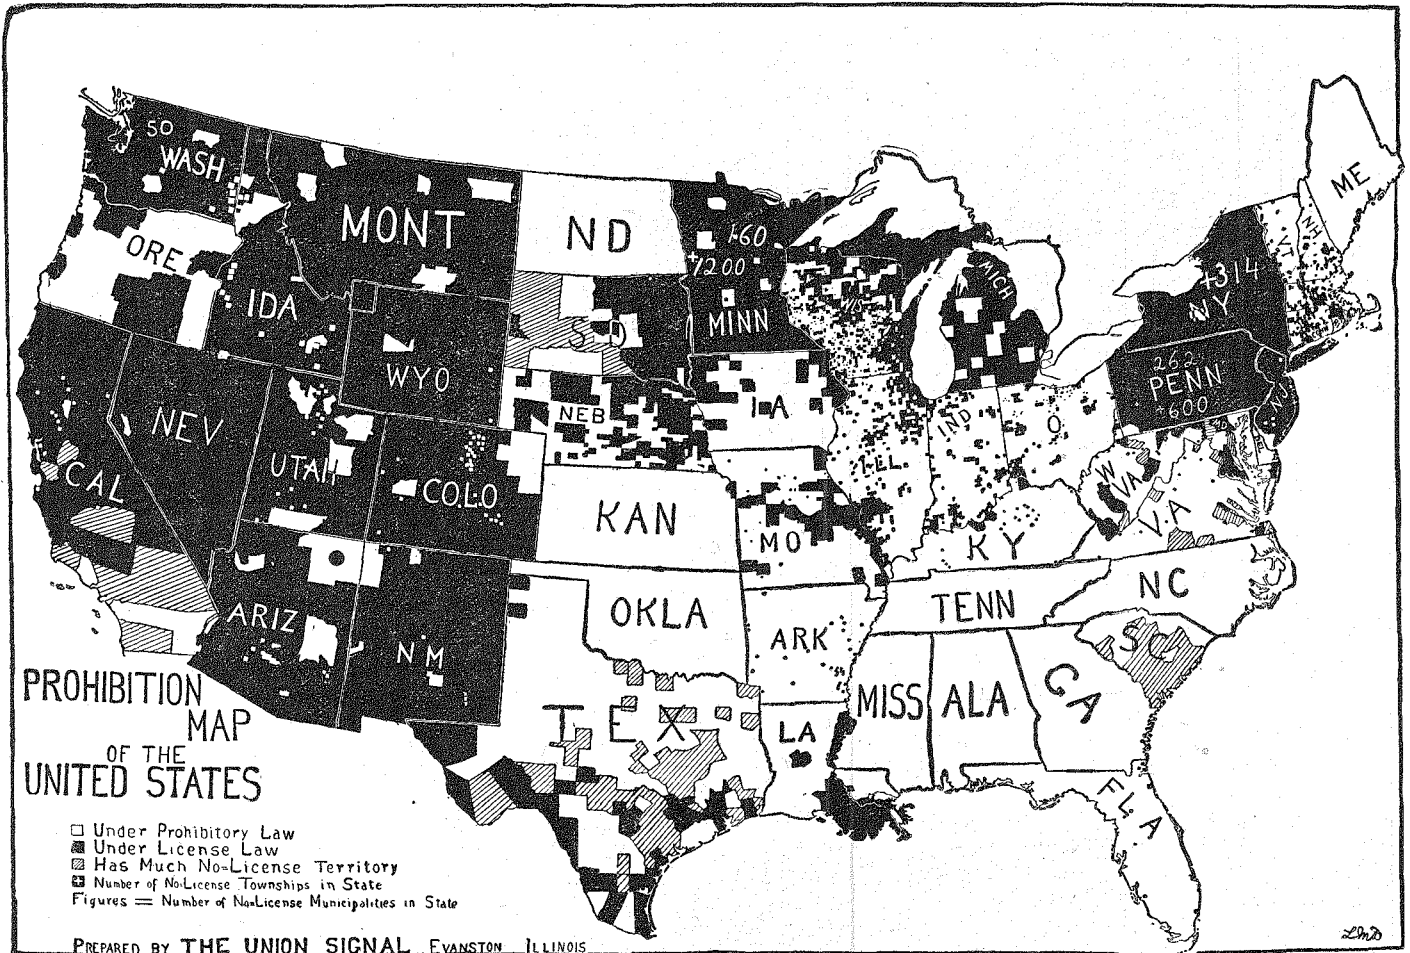 ME
50
WASH
MONT
ND
160
+1200
MINN
WIS
MICH
VT
NH
+314
NY
ORE
IDA
WYO
SD
IA
262
PENN
+600
NJ
NEV
UTAH
COLO
NEB
ILL.
IND
O
W
VA
VA
CAL
KAN
MO
KY
ARIZ
NM
OKLA
ARK
TENN
NC
SC
TEX
LA
MISS
ALA
GA
FLA
PROHIBITION
MAP
OF THE
UNITED STATES
Under Prohibitory Law
Under License Law
Has Much No=License Territory
+ Number of No-License Townships in State
Figures = Number of No=License Municipalities in State
PREPARED BY THE UNION SIGNAL EVANSTON ILLINOIS